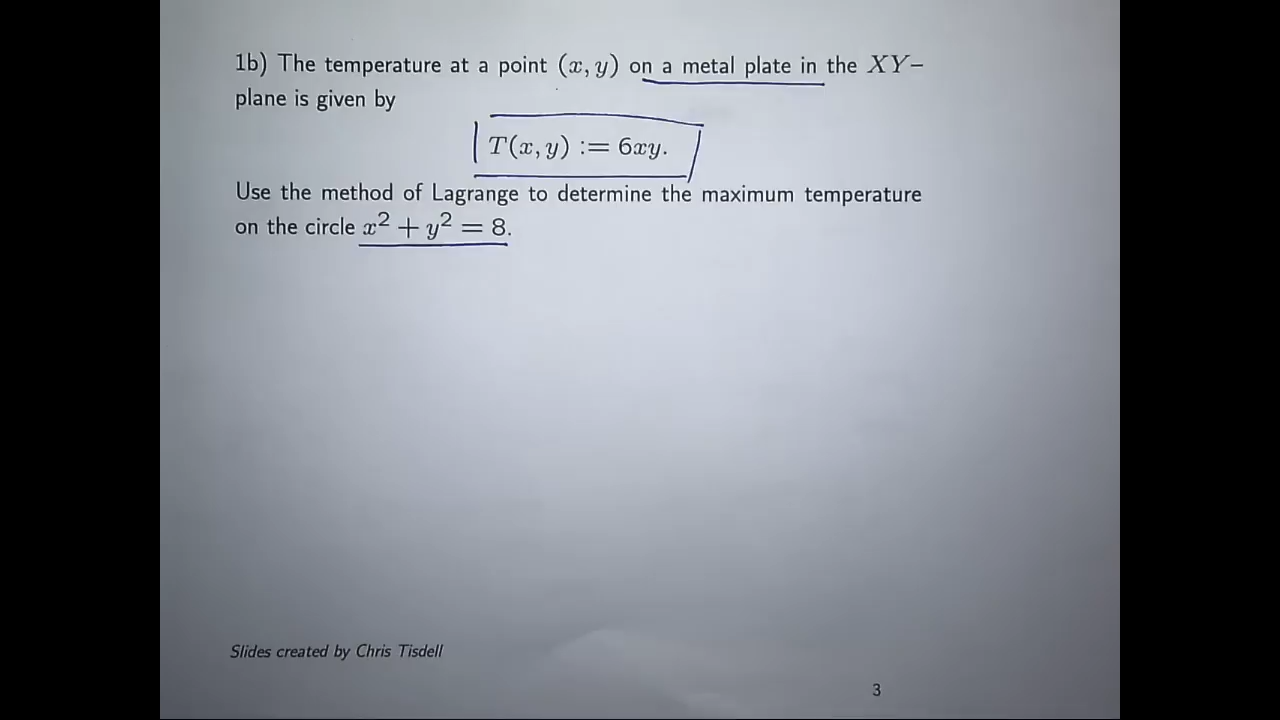 1b) The temperature at a point (x, y) on a metal plate in the XY–
plane is given by
T(x, y) := 6xy.
Use the method of Lagrange to determine the maximum temperature
on the circle x² + y² = 8.
Slides created by Chris Tisdell
3